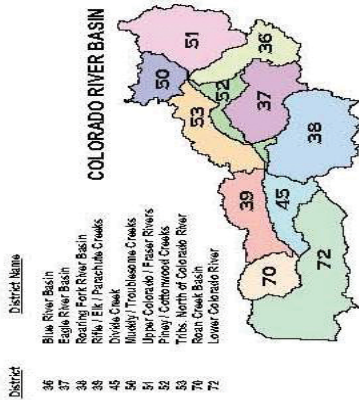 COLORADO RIVER BASIN
District District Name
36 Blue River Basin
37 Eagle River Basin
38 Roaring Fork River Basin
39 Rifle / Elk / Parachute Creeks
45 Divide Creek
50 Muddy / Troublesome Creeks
51 Upper Colorado / Fraser Rivers
52 Piney / Cottonwood Creeks
53 Tribs. North of Colorado River
70 Roan Creek Basin
72 Lower Colorado River
51
50
36
52
53
37
38
39
45
70
72